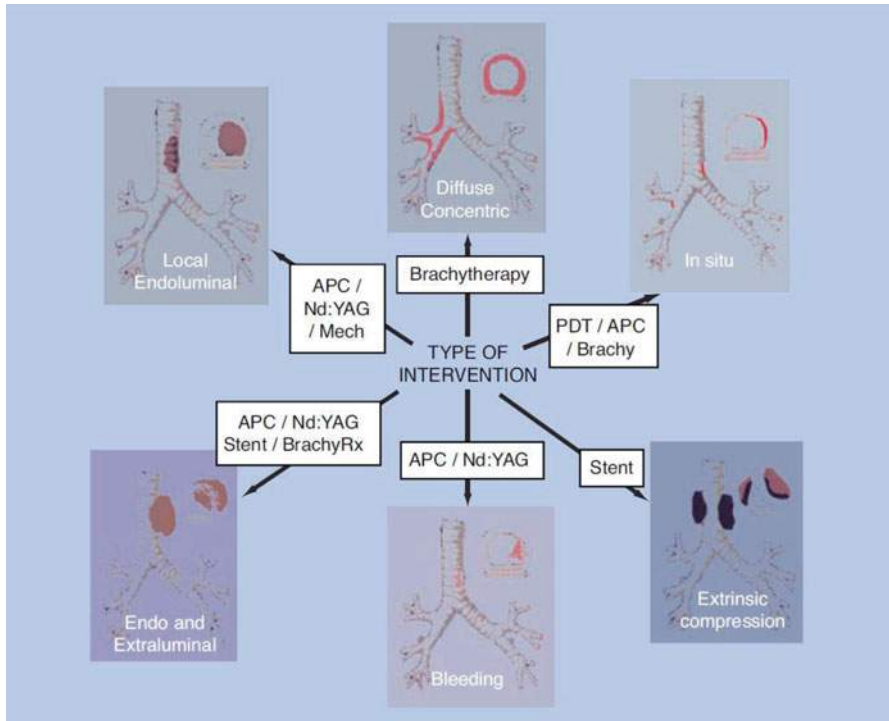 Diffuse
Concentric
Local
Endoluminal
In situ
Brachytherapy
APC /
Nd:YAG
/ Mech
PDT / APC
/ Brachy
TYPE OF
INTERVENTION
APC / Nd:YAG
Stent / BrachyRx
APC / Nd:YAG
Stent
Endo and
Extraluminal
Bleeding
Extrinsic
compression